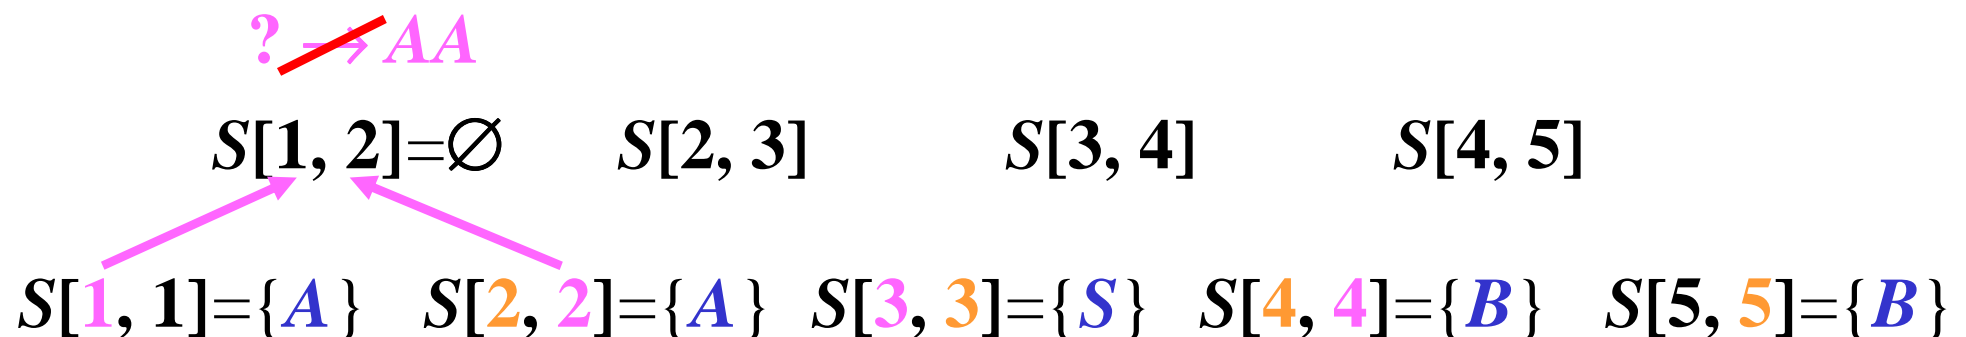 ? → AA
S[1, 2]=∅ S[2, 3] S[3, 4] S[4, 5]
S[1, 1]={A} S[2, 2]={A} S[3, 3]={S} S[4, 4]={B} S[5, 5]={B}